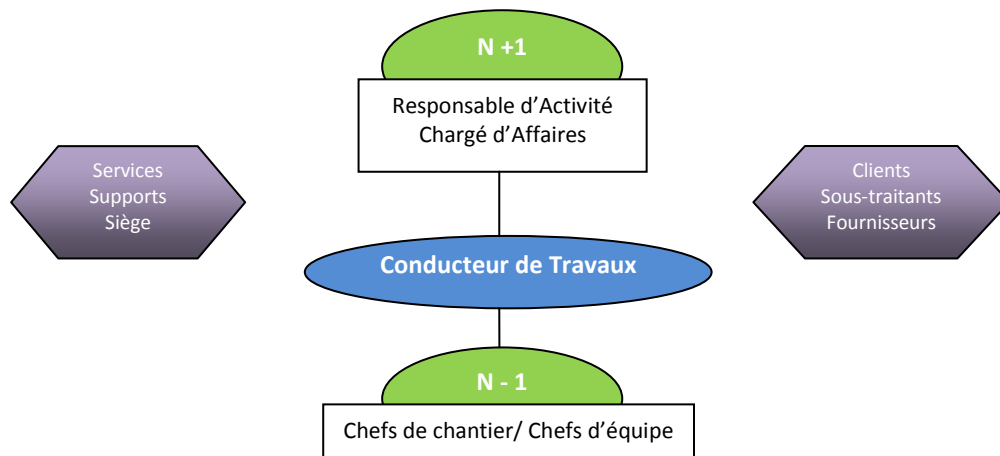 N +1
Responsable d’Activité
Chargé d’Affaires
Services
Supports
Siège
Clients
Sous-traitants
Fournisseurs
Conducteur de Travaux
N - 1
Chefs de chantier/ Chefs d’équipe